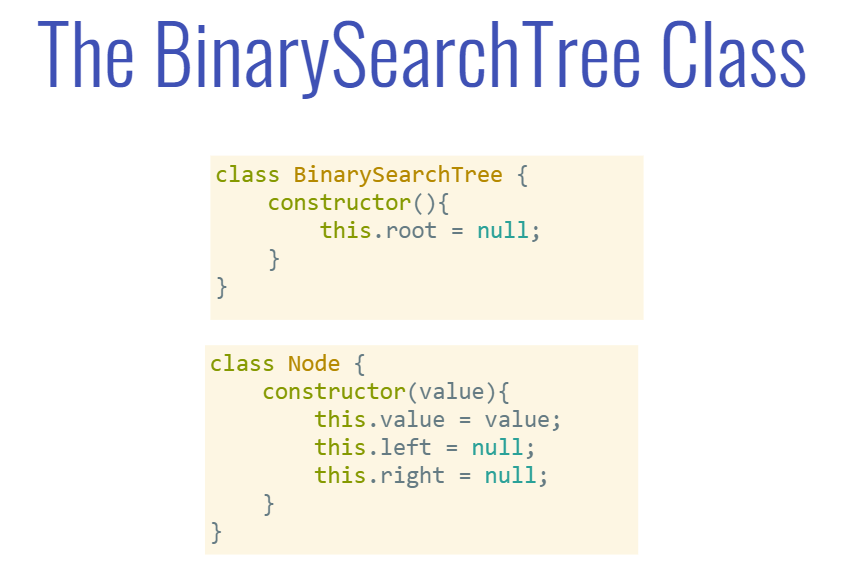 The BinarySearchTree Class
class BinarySearchTree {
    constructor(){
        this.root = null;
    }
}
class Node {
    constructor(value){
        this.value = value;
        this.left = null;
        this.right = null;
    }
}